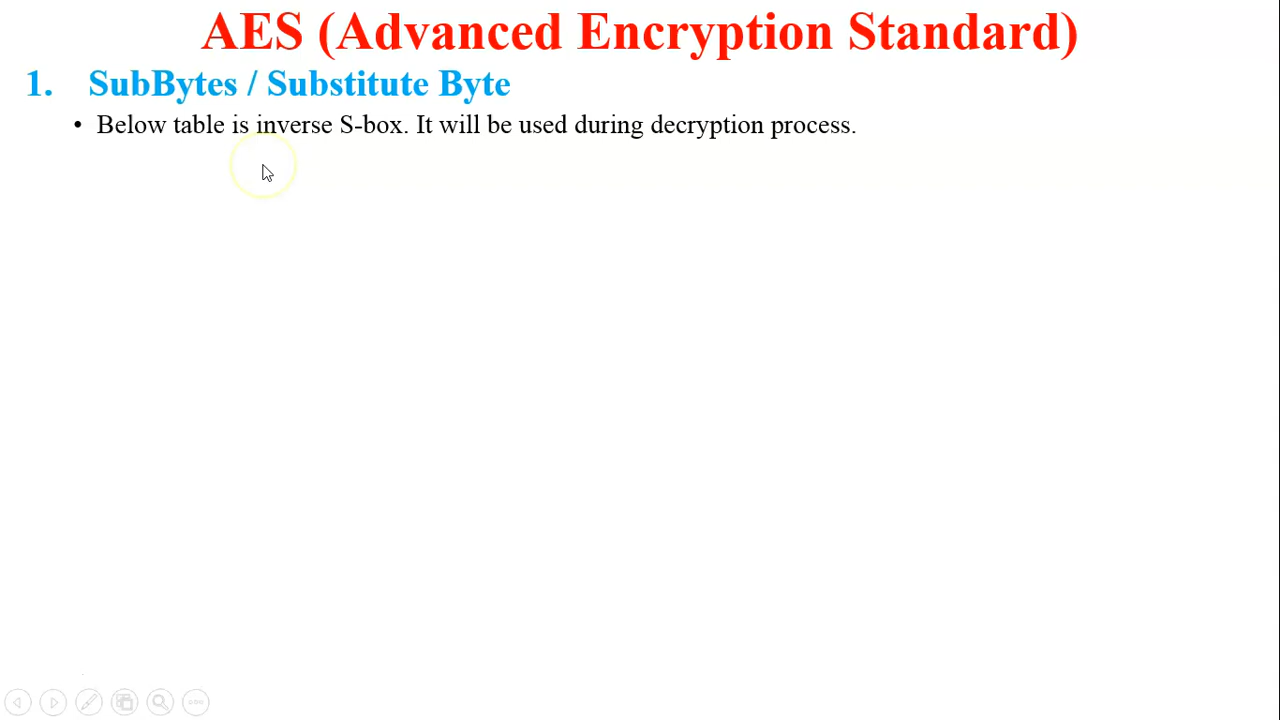 AES (Advanced Encryption Standard)
1. SubBytes / Substitute Byte
• Below table is inverse S-box. It will be used during decryption process.